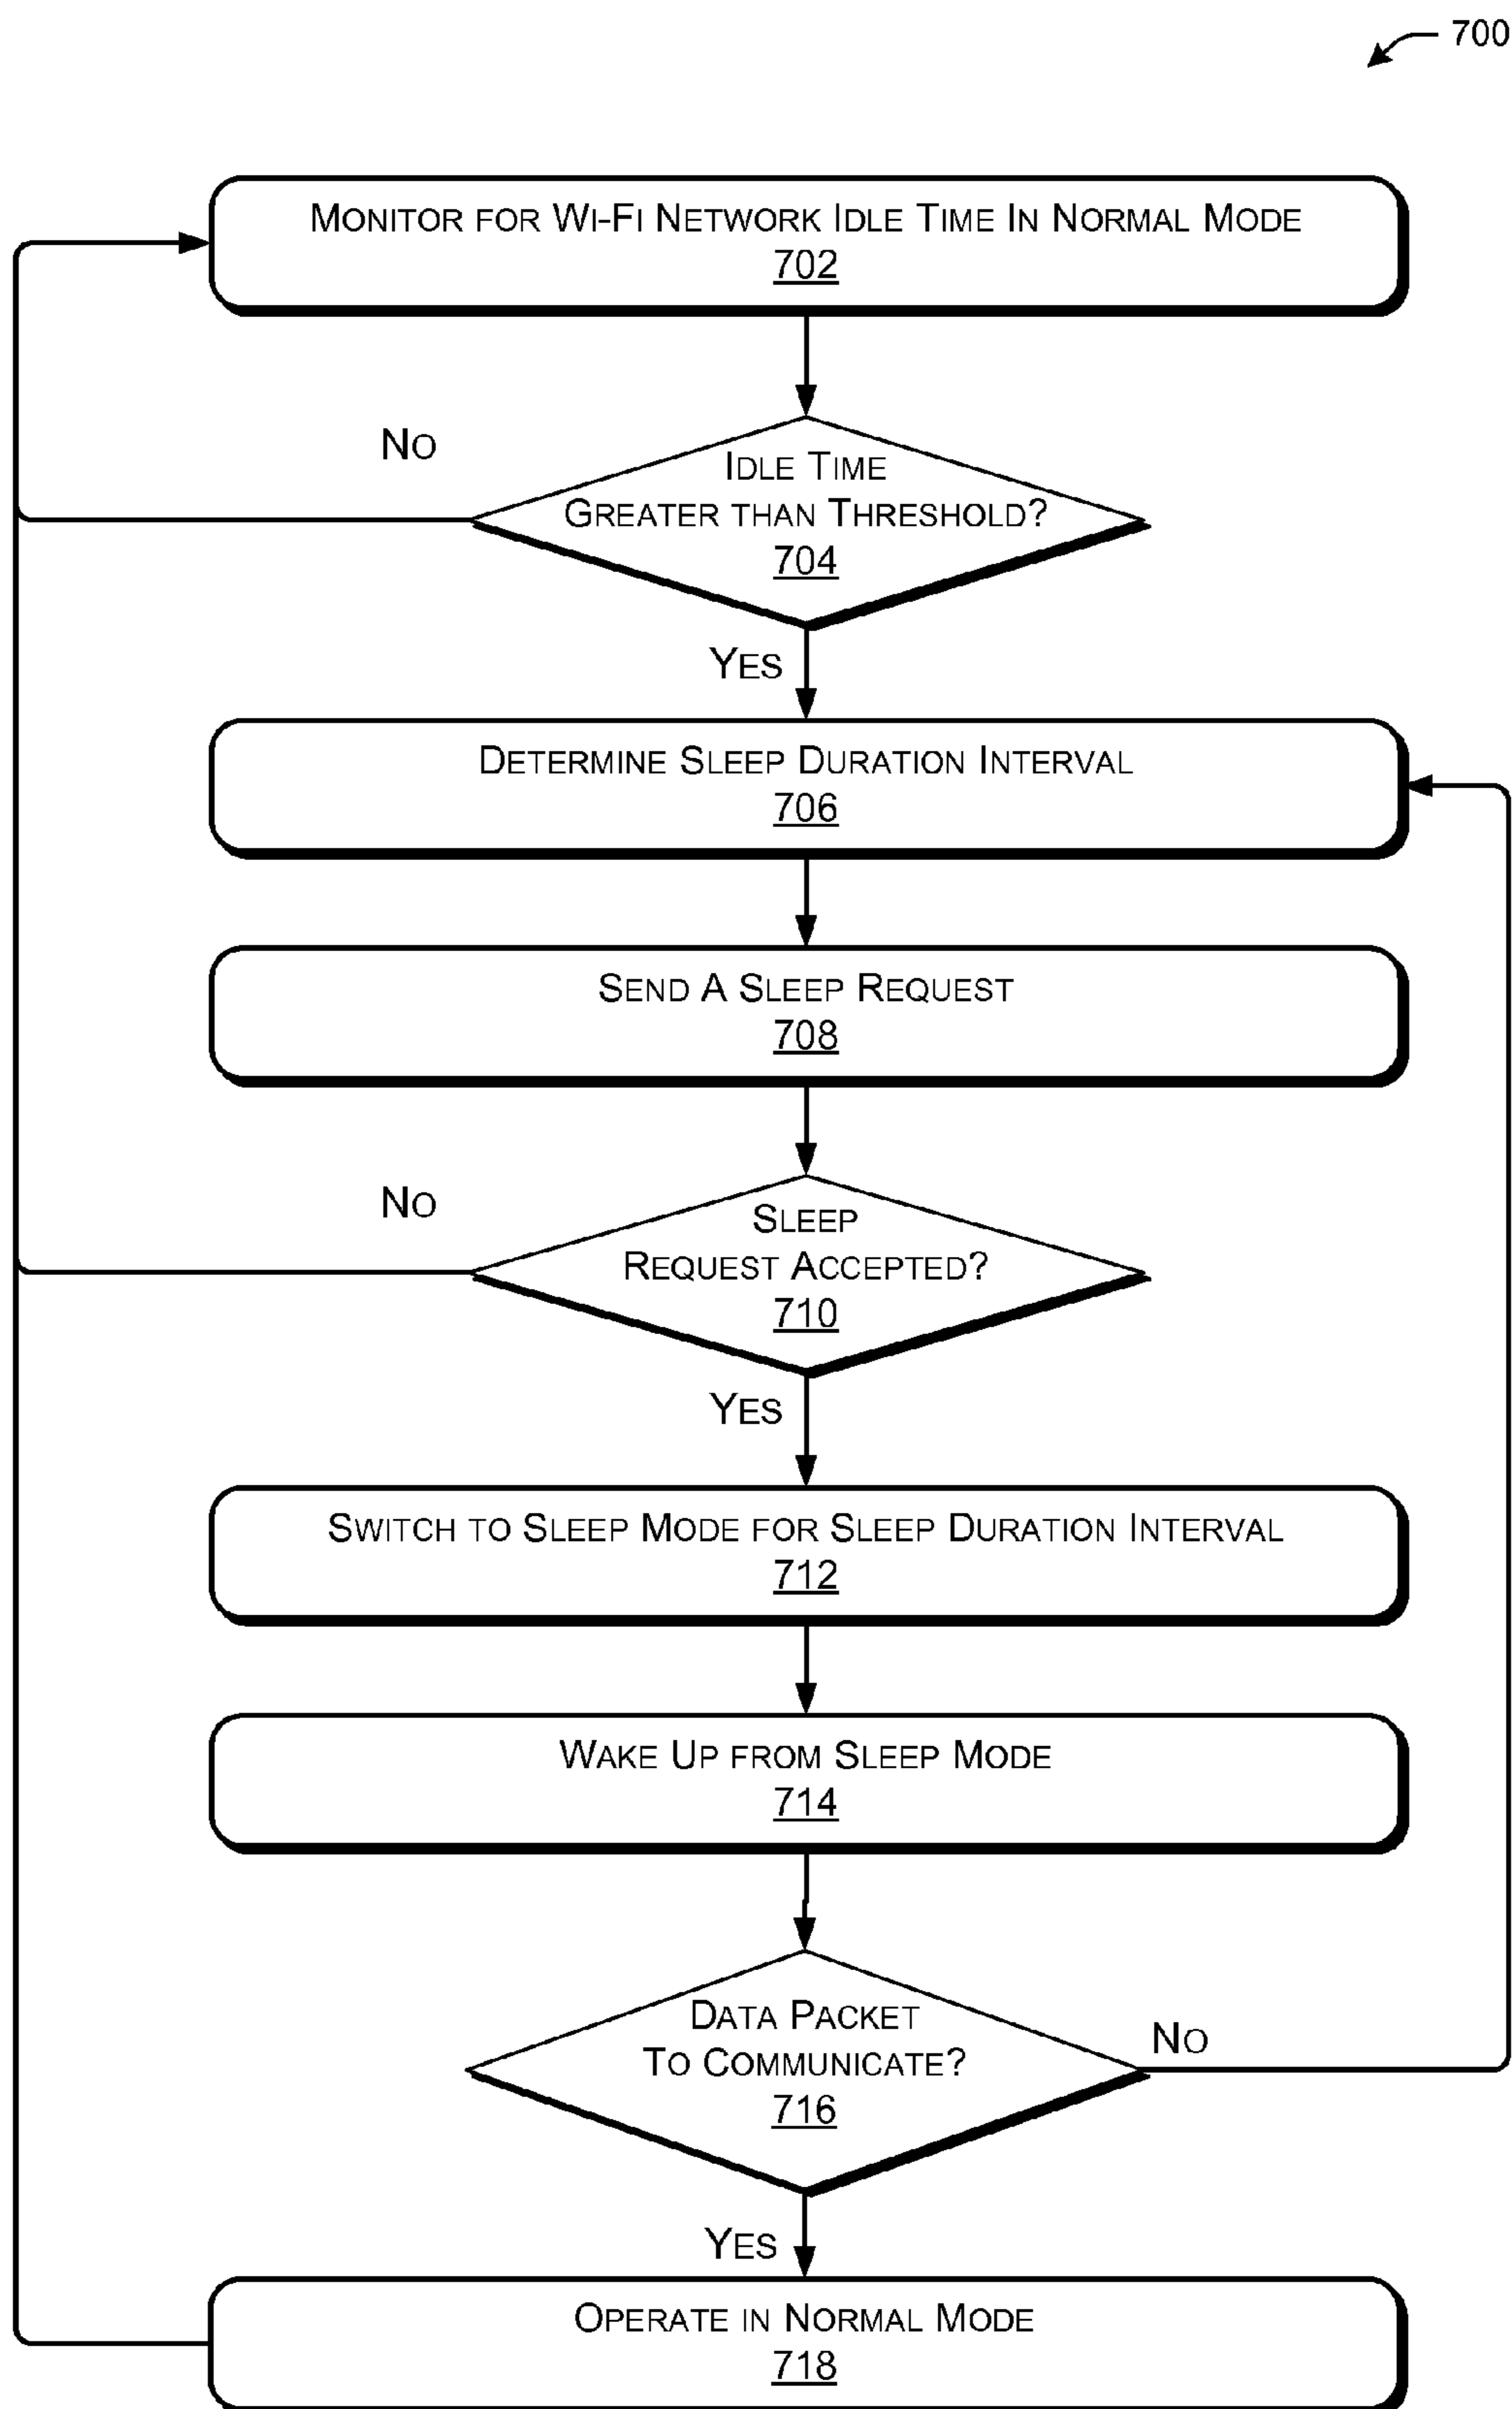 700
MONITOR FOR WI-FI NETWORK IDLE TIME IN NORMAL MODE
702
NO
IDLE TIME
GREATER THAN THRESHOLD?
704
YES
DETERMINE SLEEP DURATION INTERVAL
706
SEND A SLEEP REQUEST
708
NO
SLEEP
REQUEST ACCEPTED?
710
YES
SWITCH TO SLEEP MODE FOR SLEEP DURATION INTERVAL
712
WAKE UP FROM SLEEP MODE
714
DATA PACKET
TO COMMUNICATE?
716
NO
YES
OPERATE IN NORMAL MODE
718